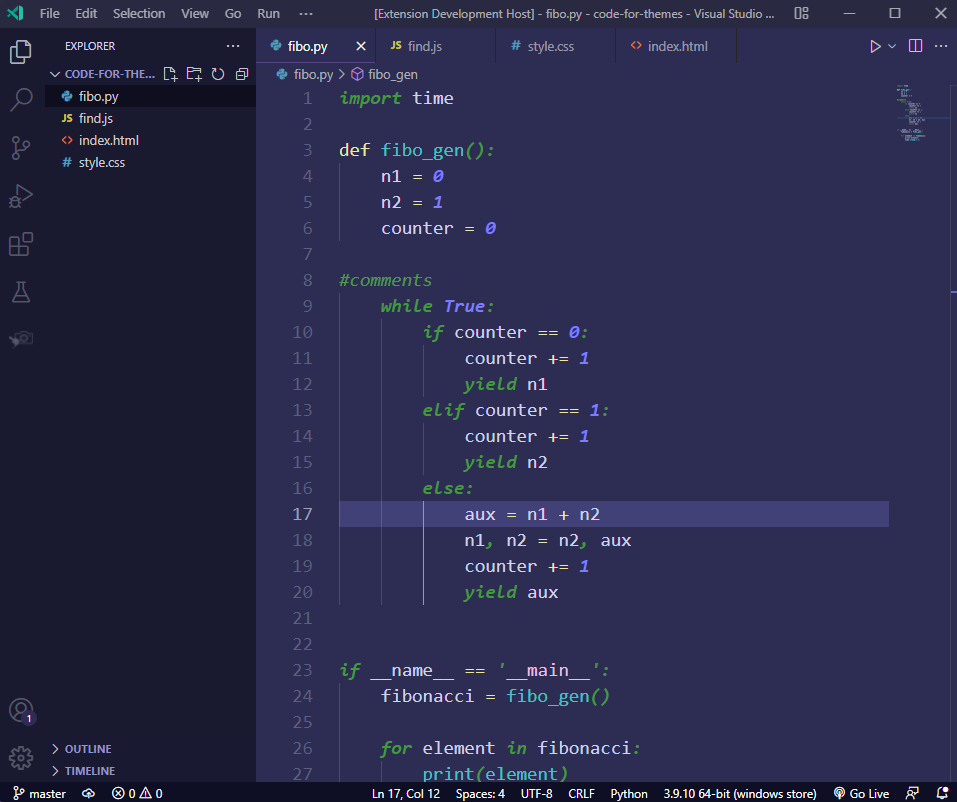 File Edit Selection View Go Run ··· [Extension Development Host] - fibo.py - code-for-themes - Visual Studio ...
EXPLORER ···
CODE-FOR-THE...
fibo.py
find.js
index.html
style.css
fibo.py find.js style.css index.html
fibo.py > fibo_gen
1 import time
2
3 def fibo_gen():
4     n1 = 0
5     n2 = 1
6     counter = 0
7
8 #comments
9     while True:
10         if counter == 0:
11             counter += 1
12             yield n1
13         elif counter == 1:
14             counter += 1
15             yield n2
16         else:
17             aux = n1 + n2
18             n1, n2 = n2, aux
19             counter += 1
20             yield aux
21
22
23 if __name__ == '__main__':
24     fibonacci = fibo_gen()
25
26     for element in fibonacci:
27         print(element)
1
OUTLINE
TIMELINE
master 0 0 Ln 17, Col 12 Spaces: 4 UTF-8 CRLF Python 3.9.10 64-bit (windows store) Go Live